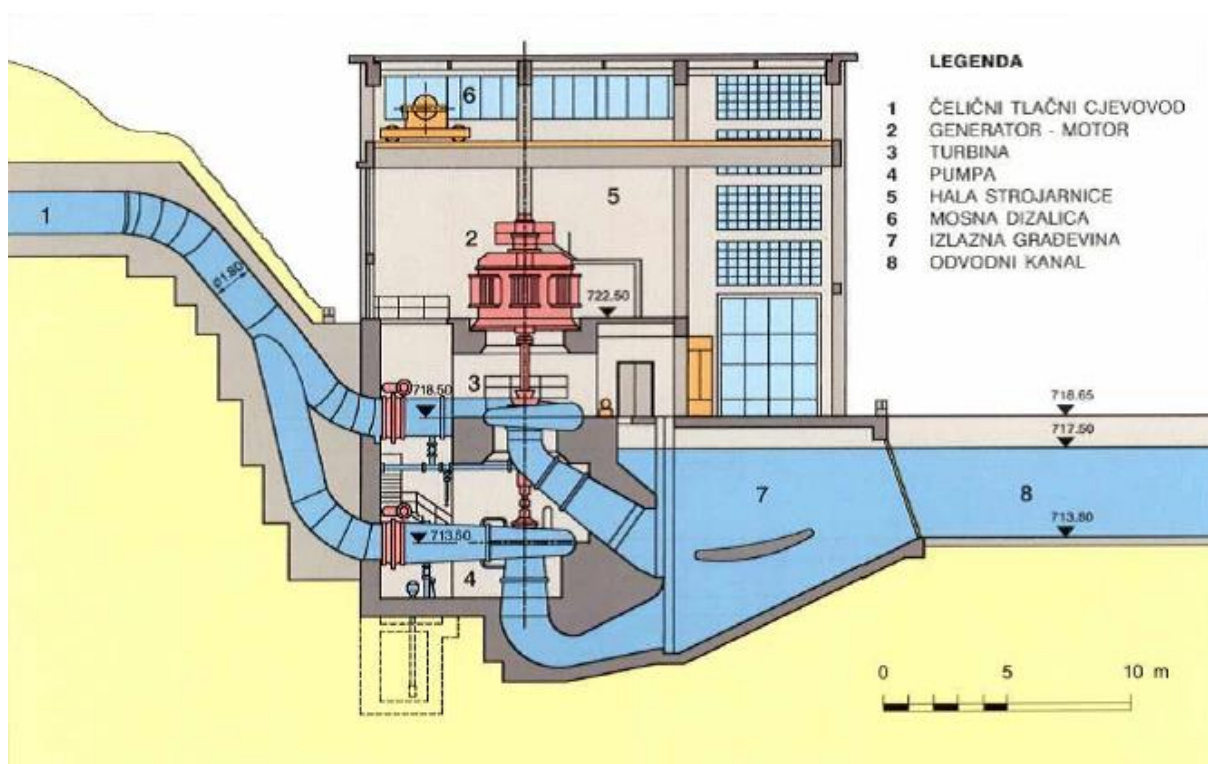 LEGENDA
1 ČELIČNI TLAČNI CJEVOVOD
2 GENERATOR - MOTOR
3 TURBINA
4 PUMPA
5 HALA STROJARNICE
6 MOSNA DIZALICA
7 IZLAZNA GRAĐEVINA
8 ODVODNI KANAL
6
5
1
2
Ø1.80
722.50
3
718.50
718.65
717.50
7
8
713.80
713.50
4
0 5 10 m